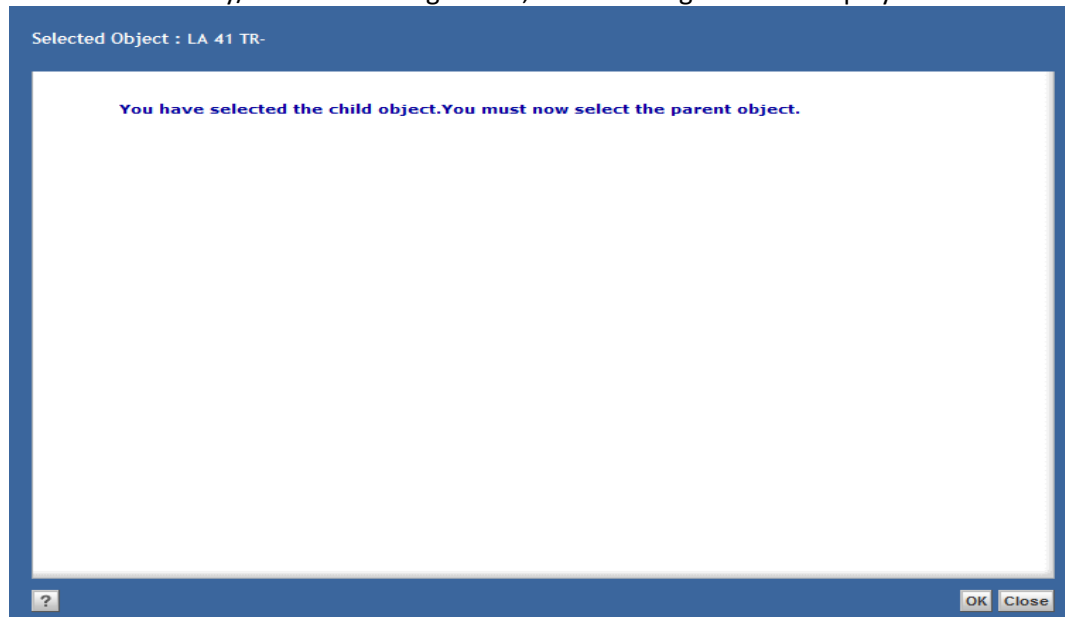 Selected Object : LA 41 TR-
You have selected the child object.You must now select the parent object.
?
OK Close